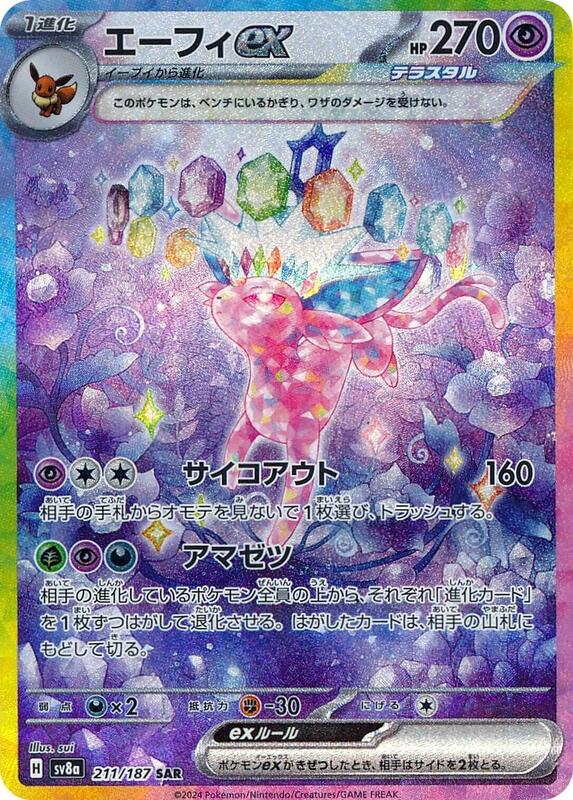 1進化
エーフィex
HP 270
イーブイから進化
テラスタル
このポケモンは、ベンチにいるかぎり、ワザのダメージを受けない。
サイコアウト 160
相手の手札からオモテを見ないで1枚選び、トラッシュする。
アマゼツ
相手の進化しているポケモン全員の上から、それぞれ「進化カード」
を1枚ずつはがして退化させる。はがしたカードは、相手の山札に
もどして切る。
弱点 ×2 抵抗力 -30 にげる
exルール
ポケモンexがきぜつしたとき、相手はサイドを2枚とる。
Illus. sui
H sv8a 211/187 SAR
©2024 Pokémon/Nintendo/Creatures/GAME FREAK